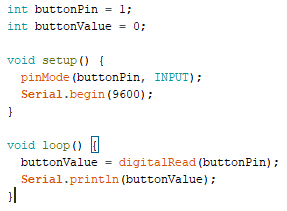 int buttonPin = 1;
int buttonValue = 0;
void setup() {
pinMode(buttonPin, INPUT);
Serial.begin(9600);
}
void loop() {
buttonValue = digitalRead(buttonPin);
Serial.println(buttonValue);
}